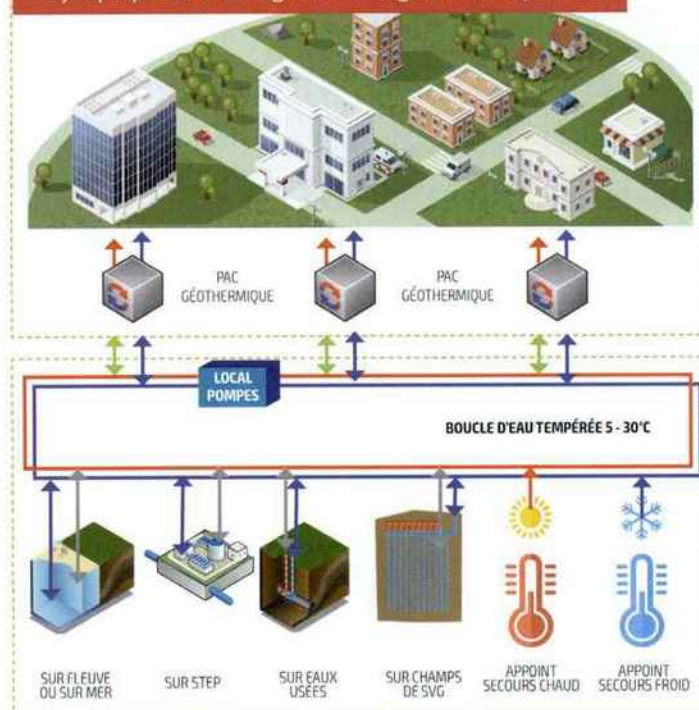 PAC
GÉOTHERMIQUE
PAC
GÉOTHERMIQUE
LOCAL
POMPES
BOUCLE D'EAU TEMPÉRÉE 5 - 30°C
SUR FLEUVE
OU SUR MER
SUR STEP
SUR EAUX
USÉES
SUR CHAMPS
DE SVG
APPOINT
SECOURS CHAUD
APPOINT
SECOURS FROID